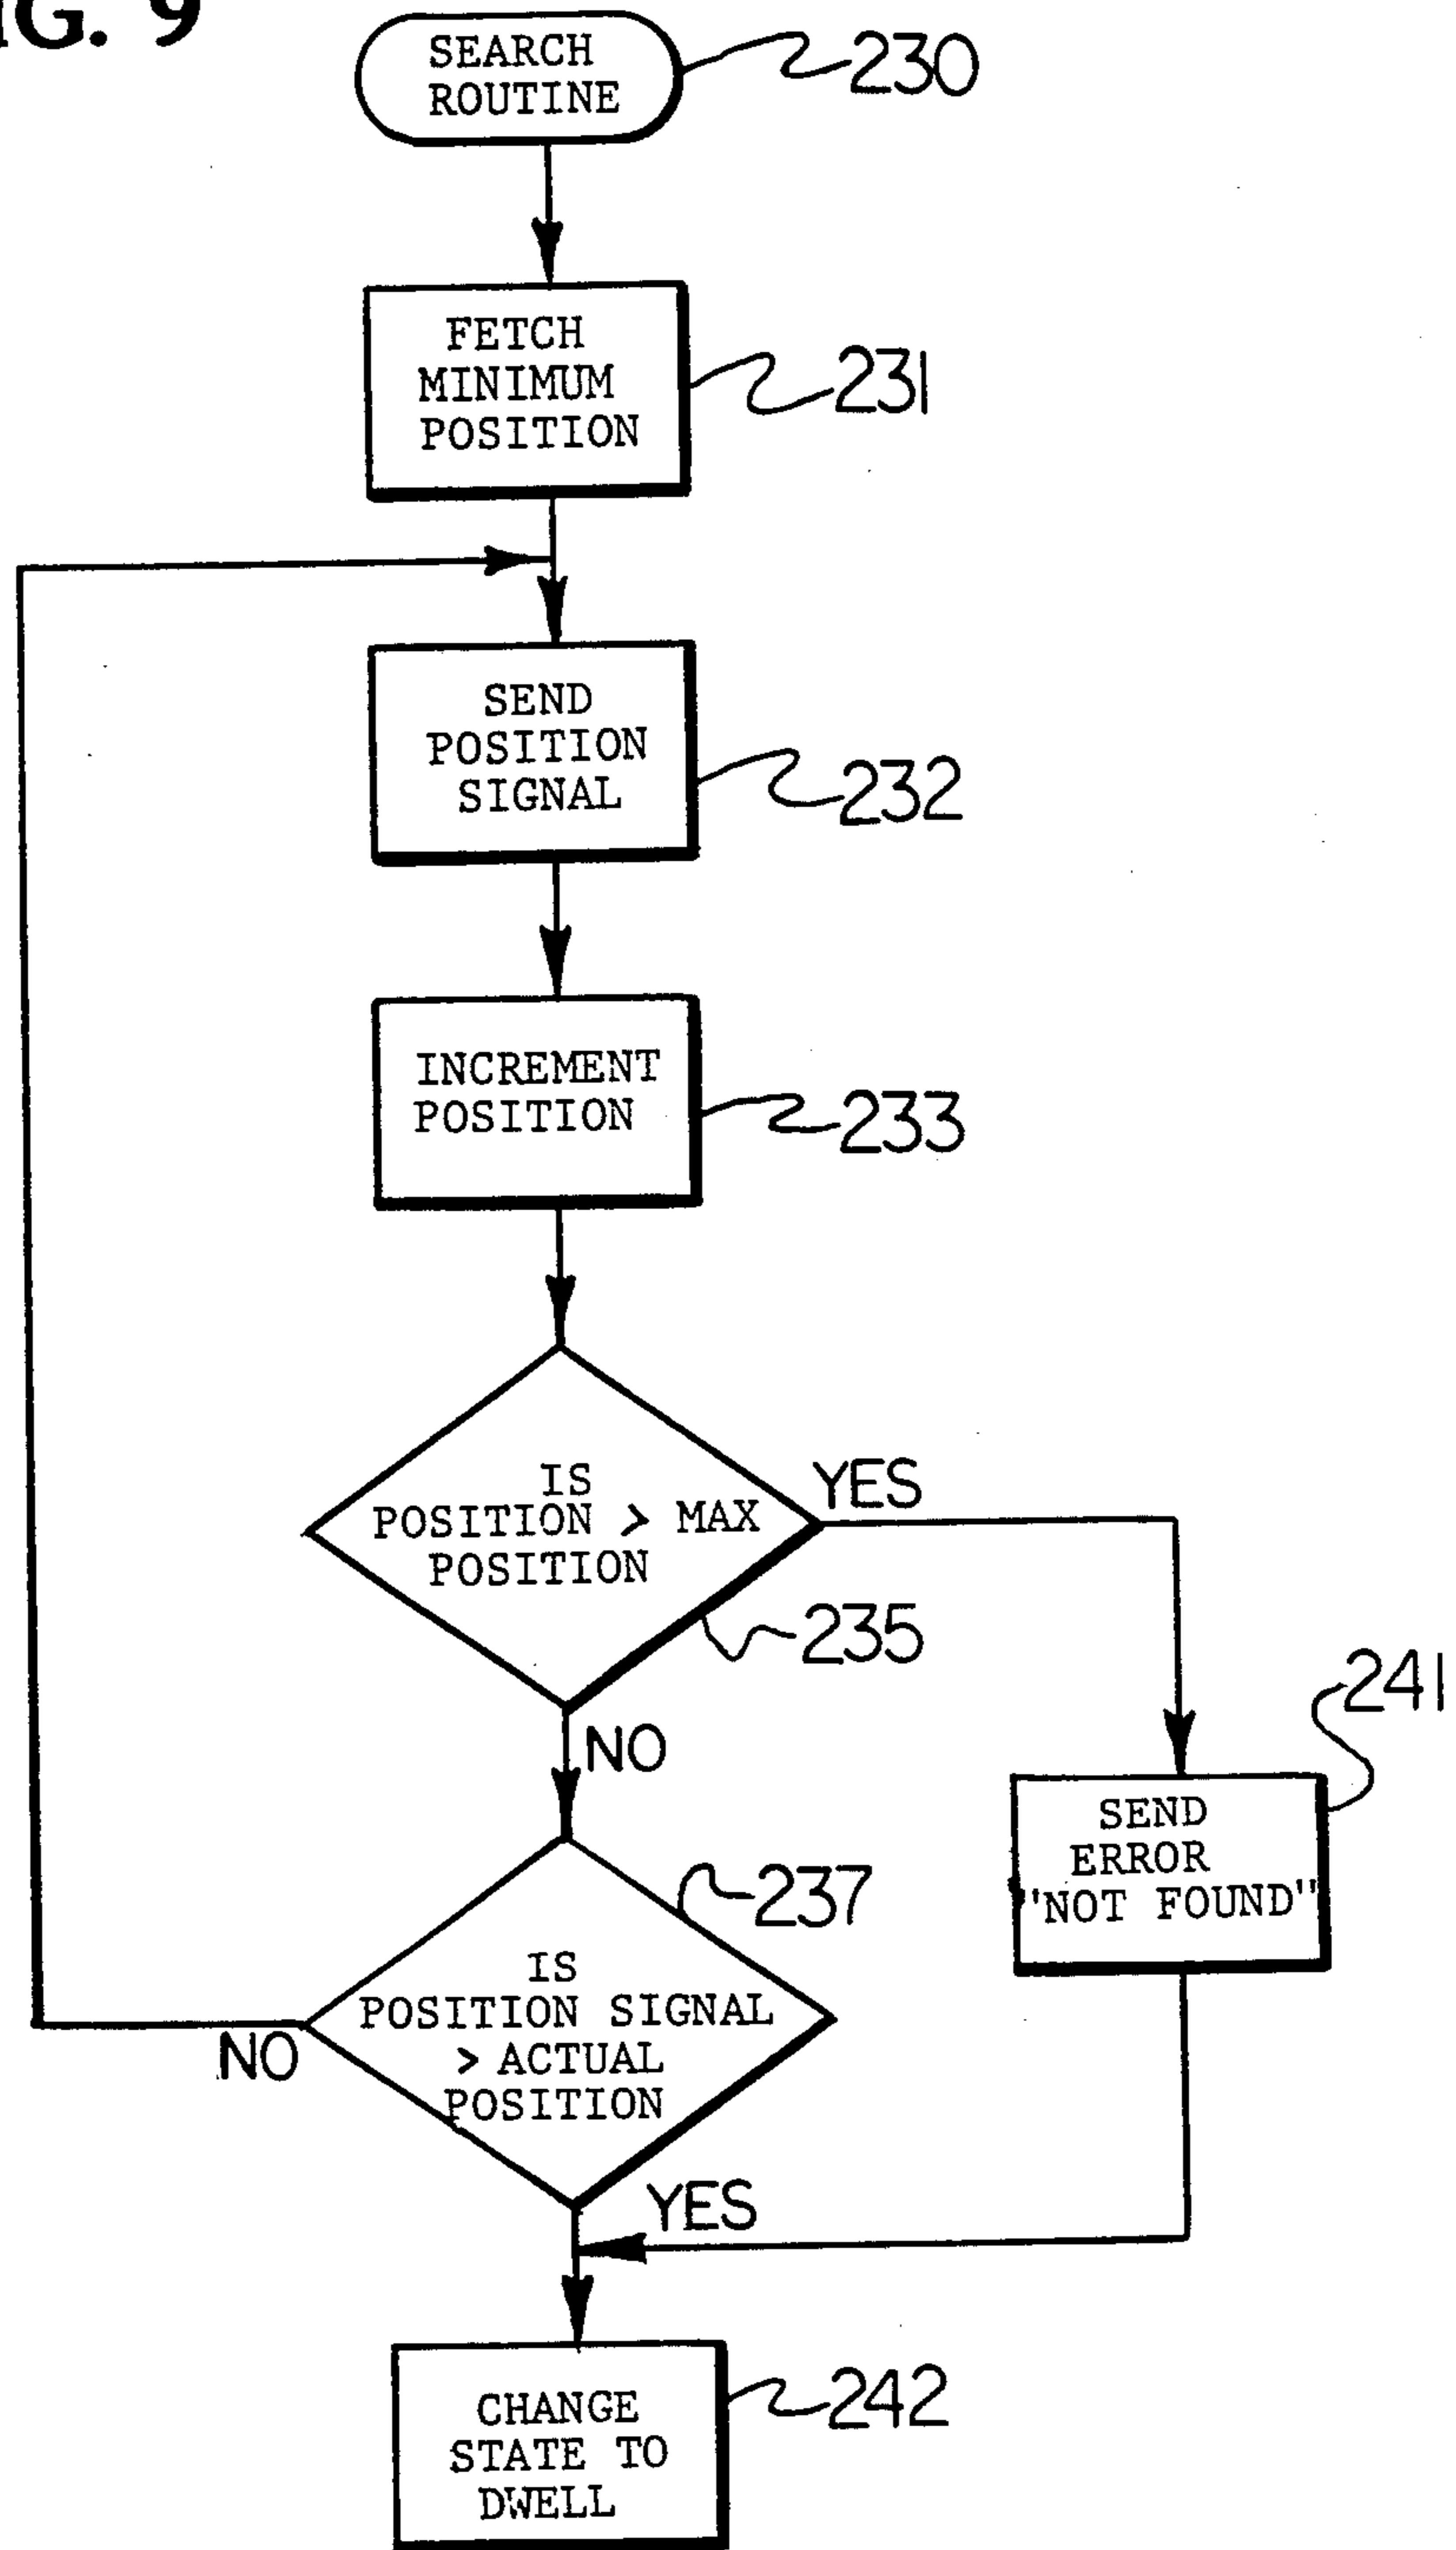 FIG. 9
SEARCH
ROUTINE
230
FETCH
MINIMUM
POSITION
231
SEND
POSITION
SIGNAL
232
INCREMENT
POSITION
233
IS
POSITION > MAX
POSITION
YES
235
NO
241
SEND
ERROR
"NOT FOUND"
237
IS
POSITION SIGNAL
> ACTUAL
POSITION
NO
YES
CHANGE
STATE TO
DWELL
242